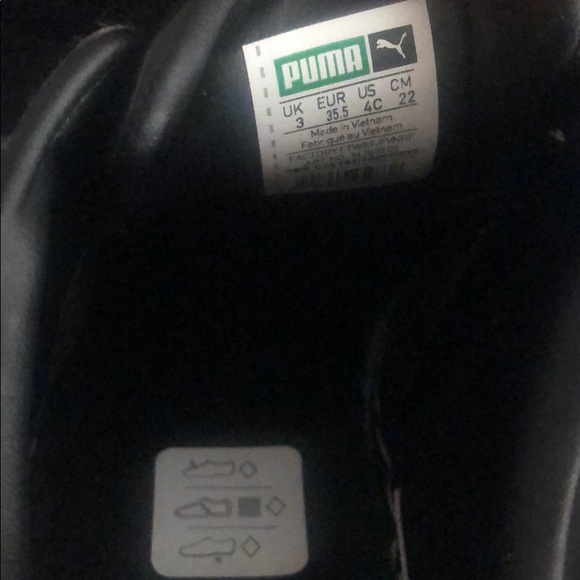 PUMA
UK EUR US CM
3 35.5 4C 22
Made in Vietnam
Fabriqué au Vietnam